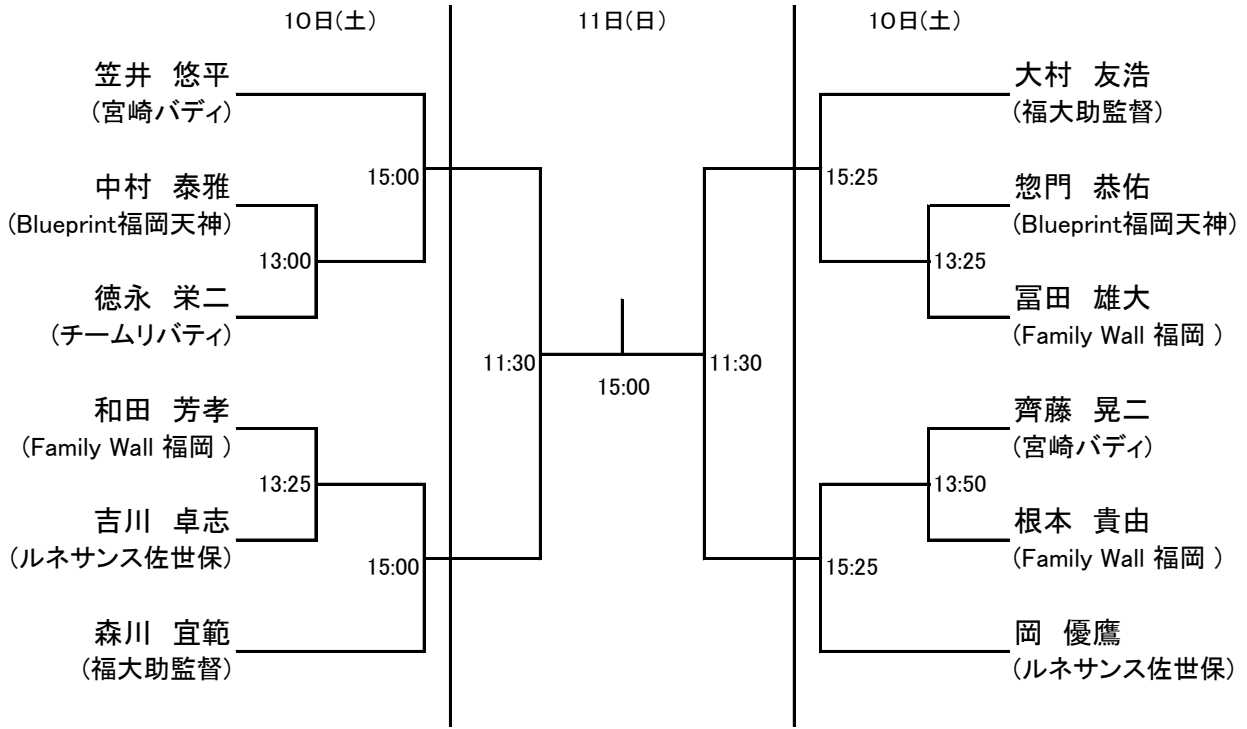 10日(土)
11日(日)
10日(土)
笠井 悠平
(宮崎バディ)
中村 泰雅
(Blueprint福岡天神)
徳永 栄二
(チームリバティ)
和田 芳孝
(Family Wall 福岡 )
吉川 卓志
(ルネサンス佐世保)
森川 宜範
(福大助監督)
15:00
13:00
13:25
15:00
11:30
15:00
11:30
15:25
13:25
13:50
15:25
大村 友浩
(福大助監督)
惣門 恭佑
(Blueprint福岡天神)
冨田 雄大
(Family Wall 福岡 )
齊藤 晃二
(宮崎バディ)
根本 貴由
(Family Wall 福岡 )
岡 優鷹
(ルネサンス佐世保)